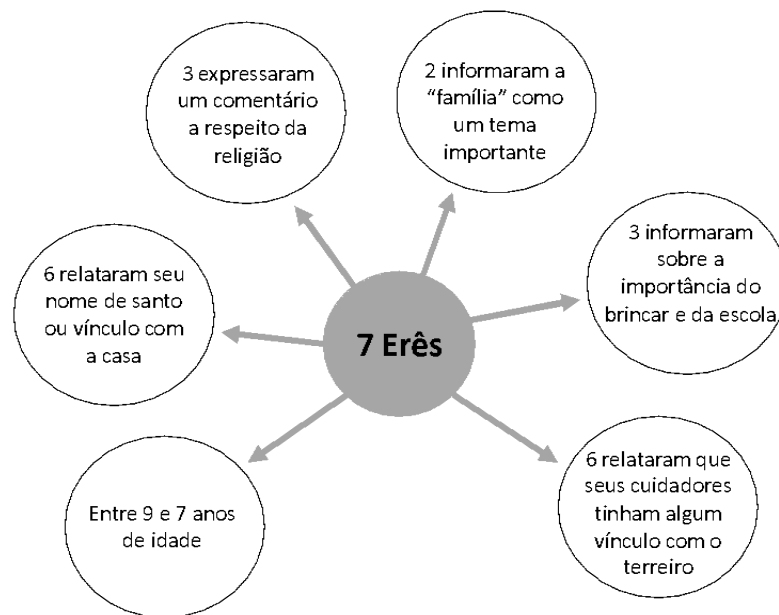 3 expressaram
um comentário
a respeito da
religião
2 informaram a
“família” como
um tema
importante
6 relataram seu
nome de santo
ou vínculo com
a casa
7 Erês
3 informaram
sobre a
importância do
brincar e da escola
Entre 9 e 7 anos
de idade
6 relataram que
seus cuidadores
tinham algum
vínculo com o
terreiro